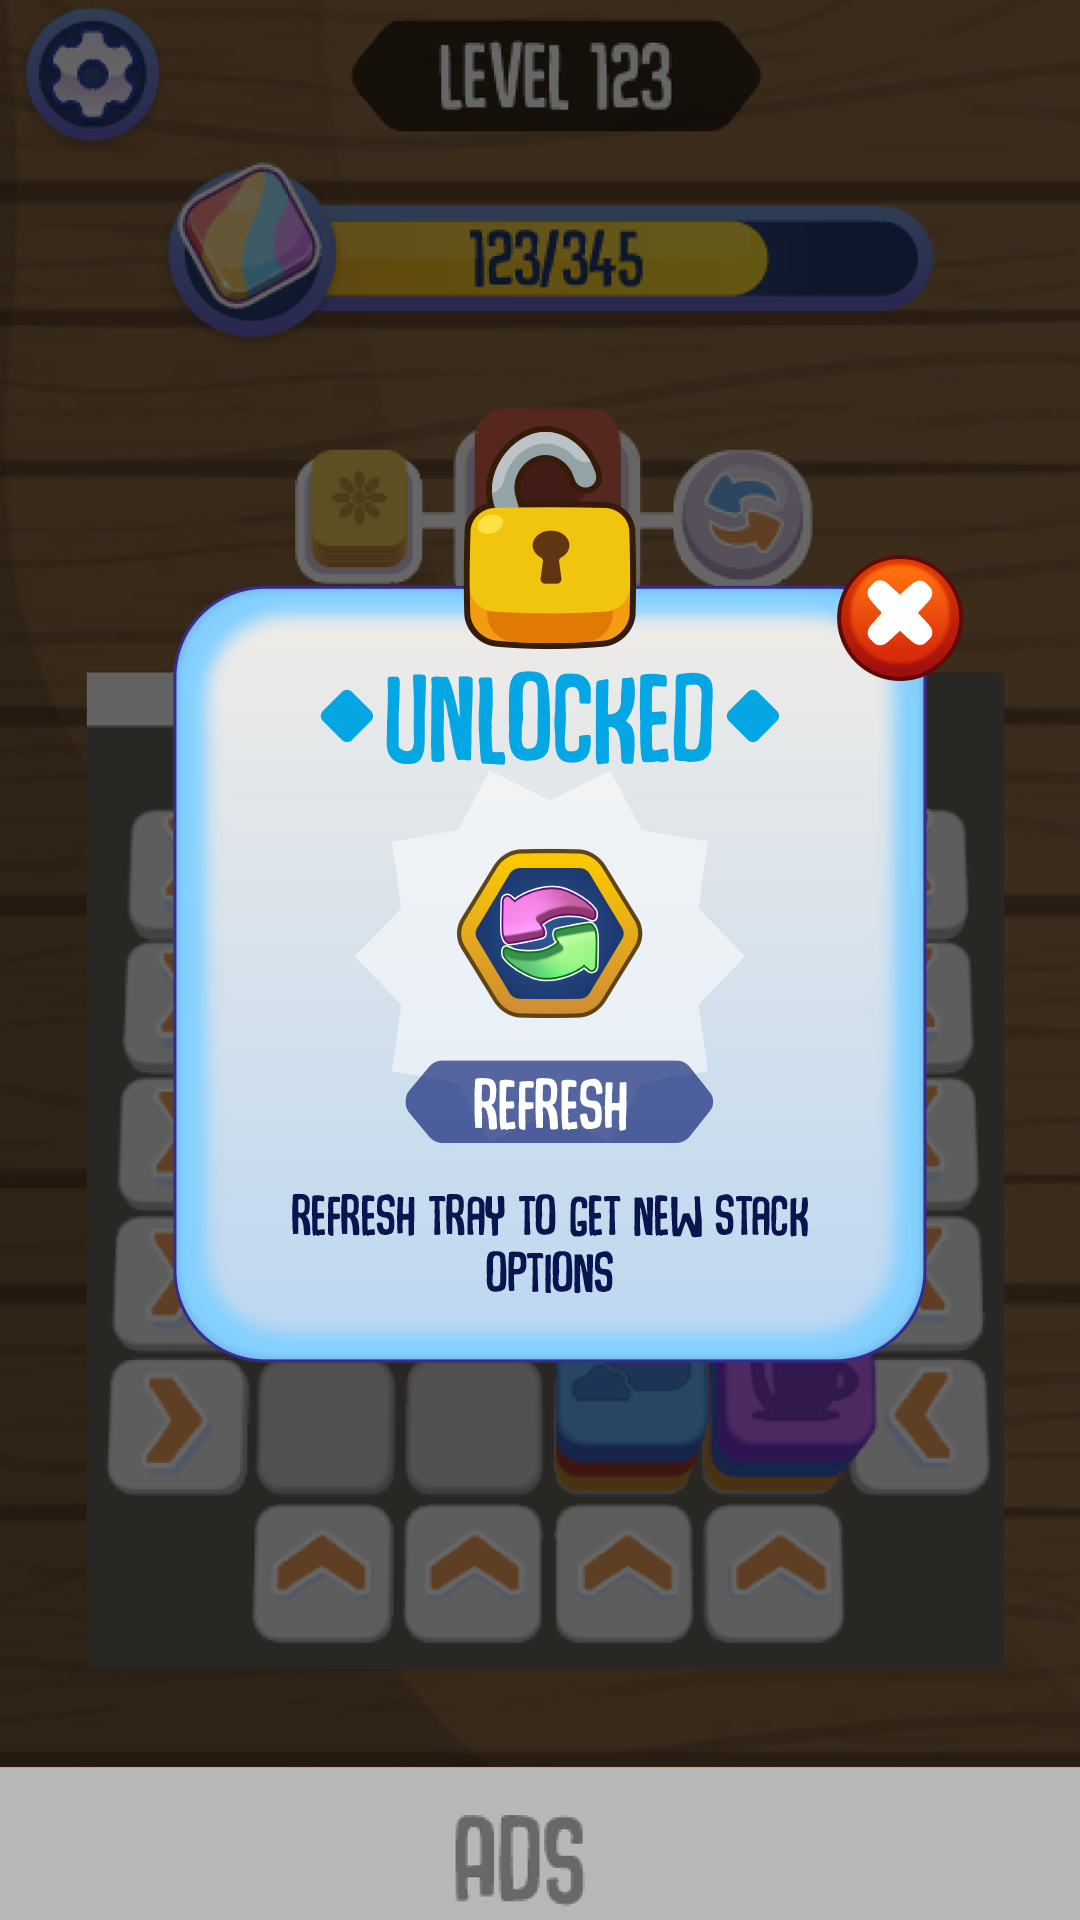 LEVEL 123
123/345
UNLOCKED
REFRESH
REFRESH TRAY TO GET NEW STACK
OPTIONS
ADS